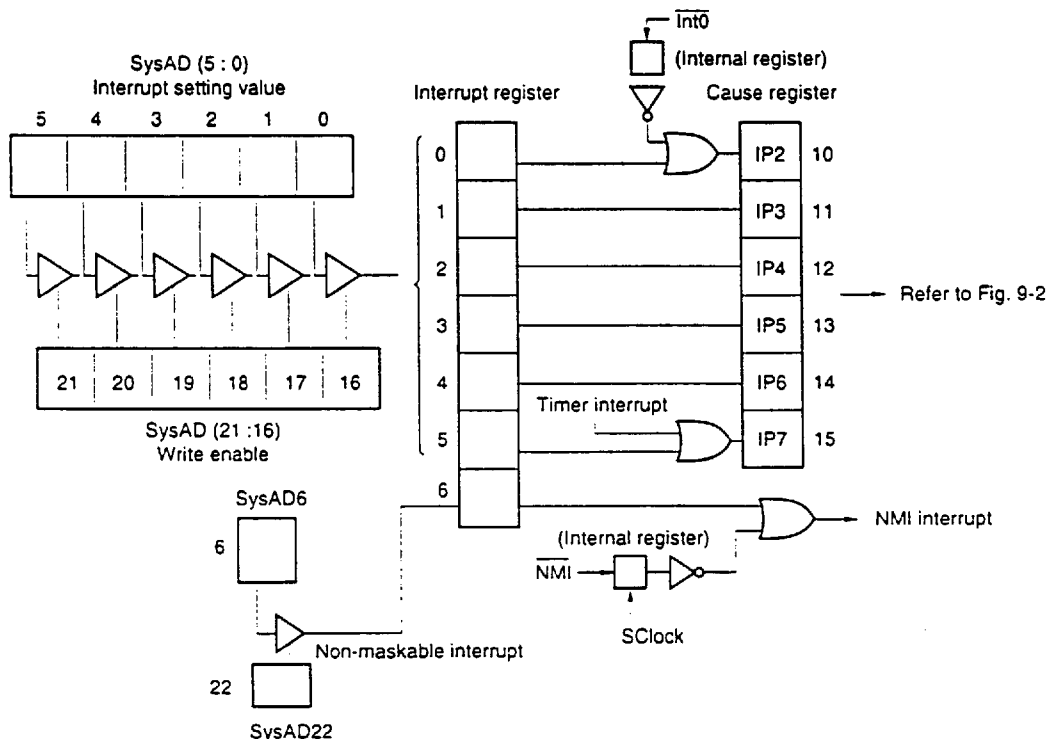 SysAD (5 : 0)
Interrupt setting value
5 4 3 2 1 0
21 20 19 18 17 16
SysAD (21 :16)
Write enable
SysAD6
6
Non-maskable interrupt
22
SysAD22
Interrupt register
0
1
2
3
4
5
6
Int0
(Internal register)
Cause register
IP2 10
IP3 11
IP4 12
IP5 13
IP6 14
IP7 15
Refer to Fig. 9-2
Timer interrupt
NMI interrupt
(Internal register)
NMI
SClock